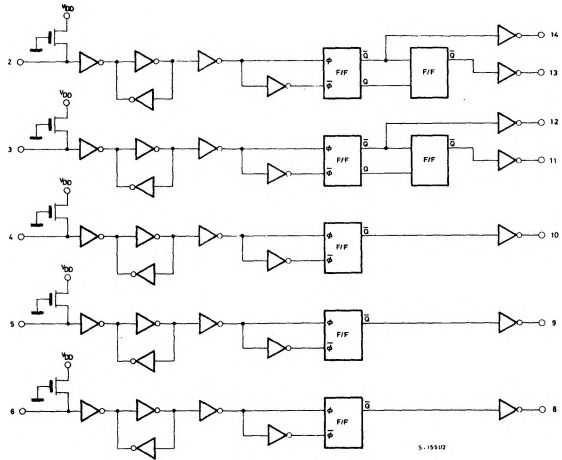 VDD
14
2
ϕ
Q̅
Q̅
F/F
F/F
ϕ̅
Q
13
VDD
12
3
ϕ
Q̅
Q̅
F/F
F/F
ϕ̅
Q
11
VDD
4
ϕ
Q̅
10
F/F
ϕ̅
VDD
5
ϕ
Q̅
9
F/F
ϕ̅
VDD
6
ϕ
Q̅
8
F/F
ϕ̅
S-1551/2